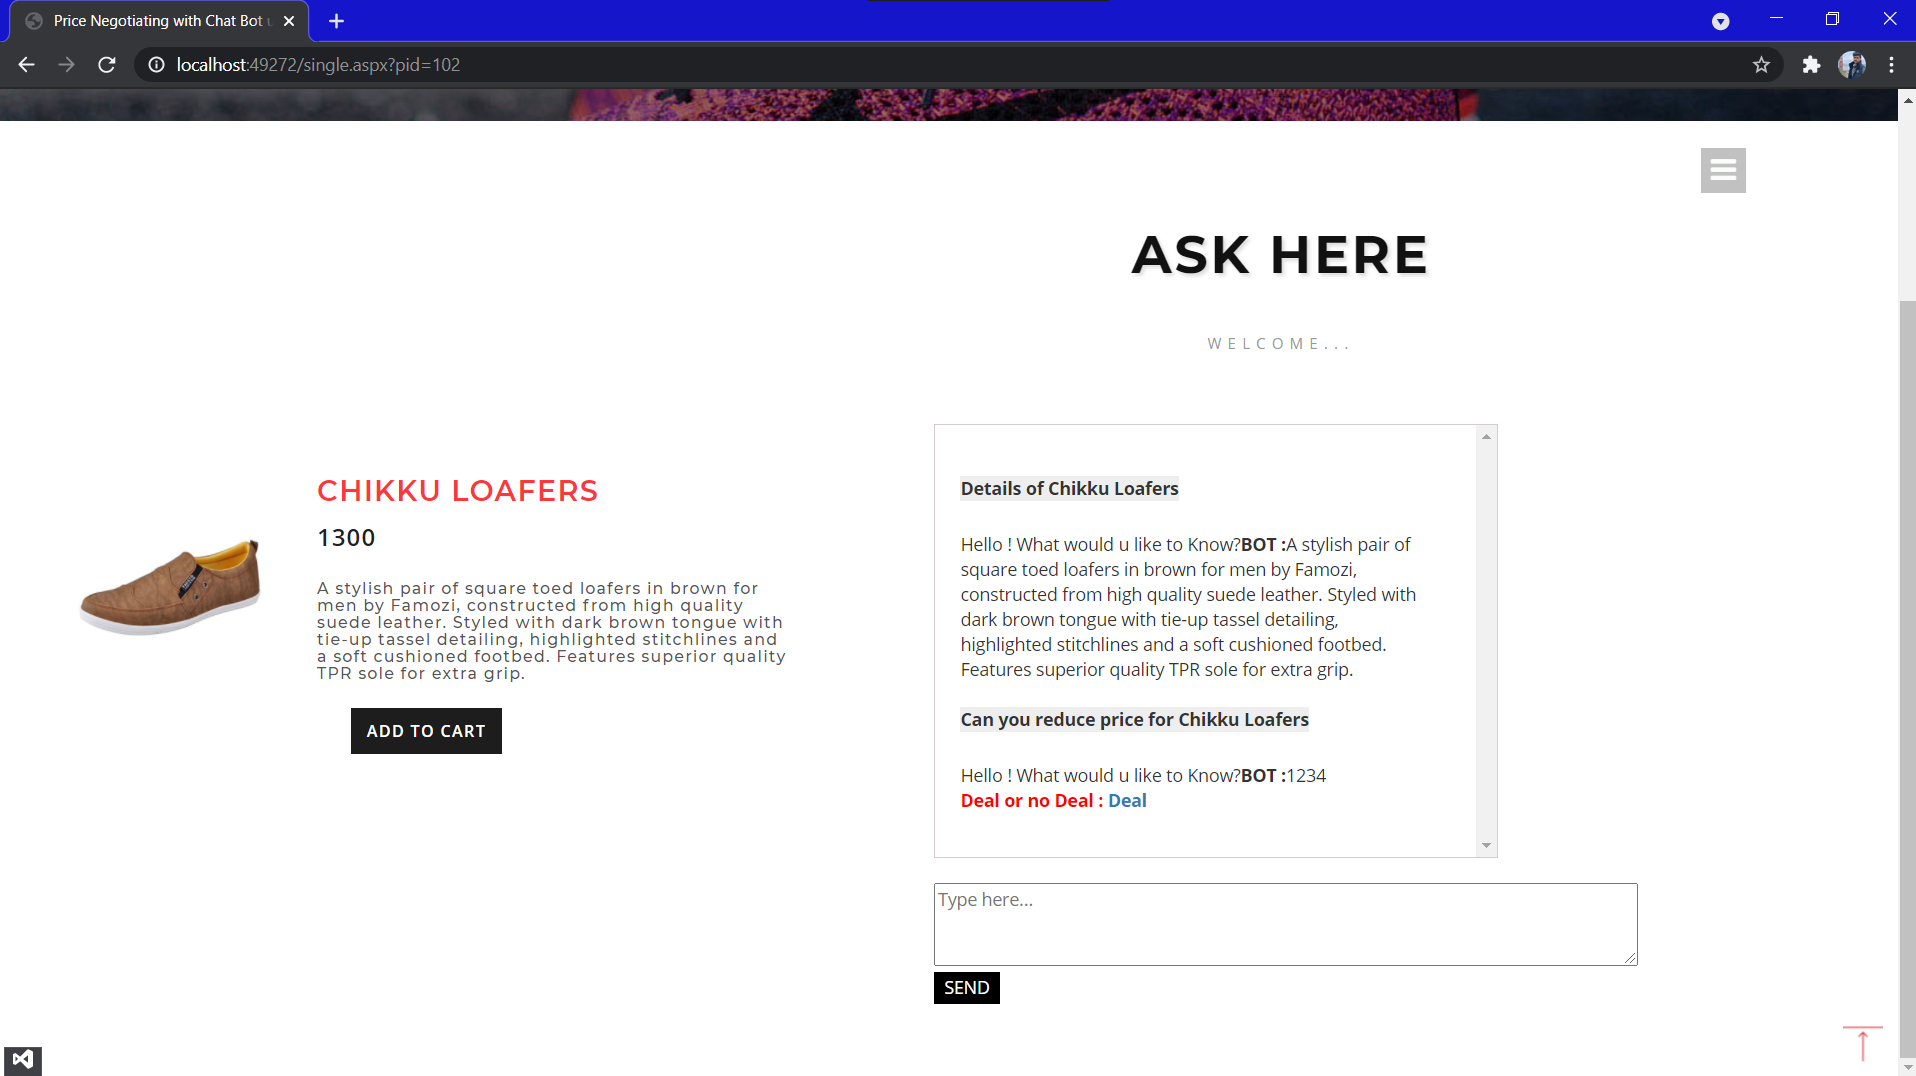 Price Negotiating with Chat Bot
localhost:49272/single.aspx?pid=102
ASK HERE
WELCOME...
CHIKKU LOAFERS
1300
A stylish pair of square toed loafers in brown for
men by Famozi, constructed from high quality
suede leather. Styled with dark brown tongue with
tie-up tassel detailing, highlighted stitchlines and
a soft cushioned footbed. Features superior quality
TPR sole for extra grip.
ADD TO CART
Details of Chikku Loafers
Hello ! What would u like to Know?BOT :A stylish pair of
square toed loafers in brown for men by Famozi,
constructed from high quality suede leather. Styled with
dark brown tongue with tie-up tassel detailing,
highlighted stitchlines and a soft cushioned footbed.
Features superior quality TPR sole for extra grip.
Can you reduce price for Chikku Loafers
Hello ! What would u like to Know?BOT :1234
Deal or no Deal : Deal
Type here...
SEND